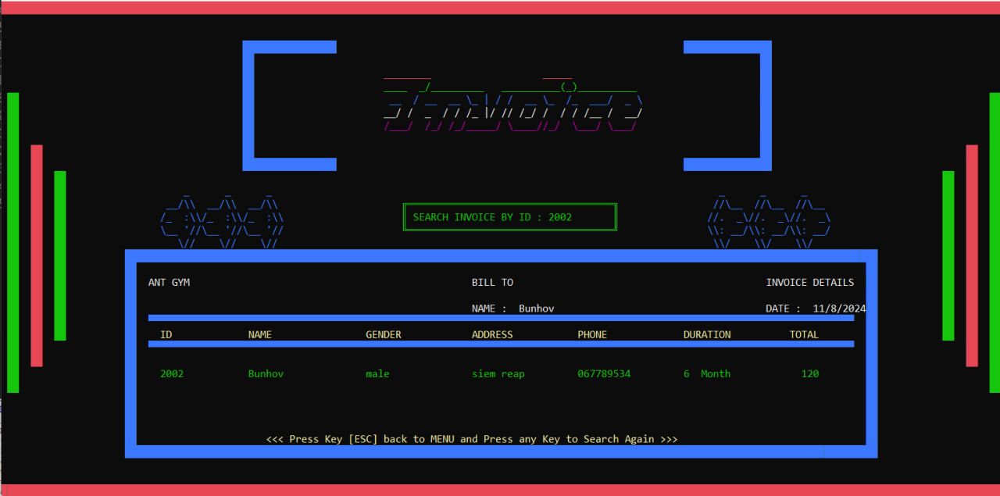 Invoice
SEARCH INVOICE BY ID : 2002
ANT GYM BILL TO INVOICE DETAILS
NAME : Bunhov DATE : 11/8/2024
ID NAME GENDER ADDRESS PHONE DURATION TOTAL
2002 Bunhov male siem reap 067789534 6 Month 120
<<< Press Key [ESC] back to MENU and Press any Key to Search Again >>>